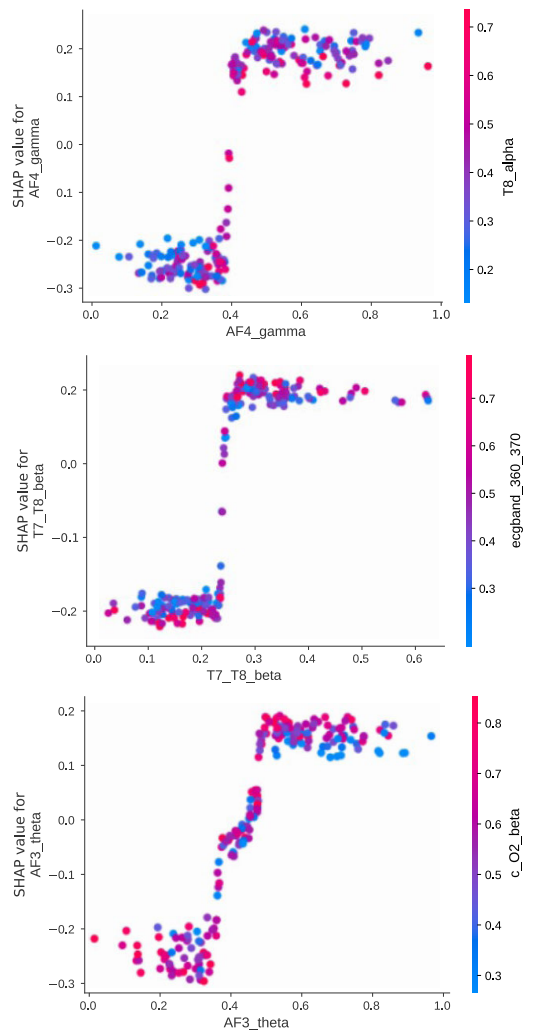 0.2
0.1
0.0
0.1
−0.2
−0.3
SHAP value for
AF4_gamma
0.0 0.2 0.4 0.6 0.8 1.0
AF4_gamma
0.7
0.6
0.5
0.4
0.3
0.2
T8_alpha
0.2
0.0
−0.1
−0.2
SHAP value for
T7_T8_beta
0.0 0.1 0.2 0.3 0.4 0.5 0.6
T7_T8_beta
0.7
0.6
0.5
0.4
0.3
ecgband_360_370
0.2
0.1
0.0
−0.1
−0.2
−0.3
SHAP value for
AF3_theta
0.0 0.2 0.4 0.6 0.8 1.0
AF3_theta
0.8
0.7
0.6
0.5
0.4
0.3
c_O2_beta